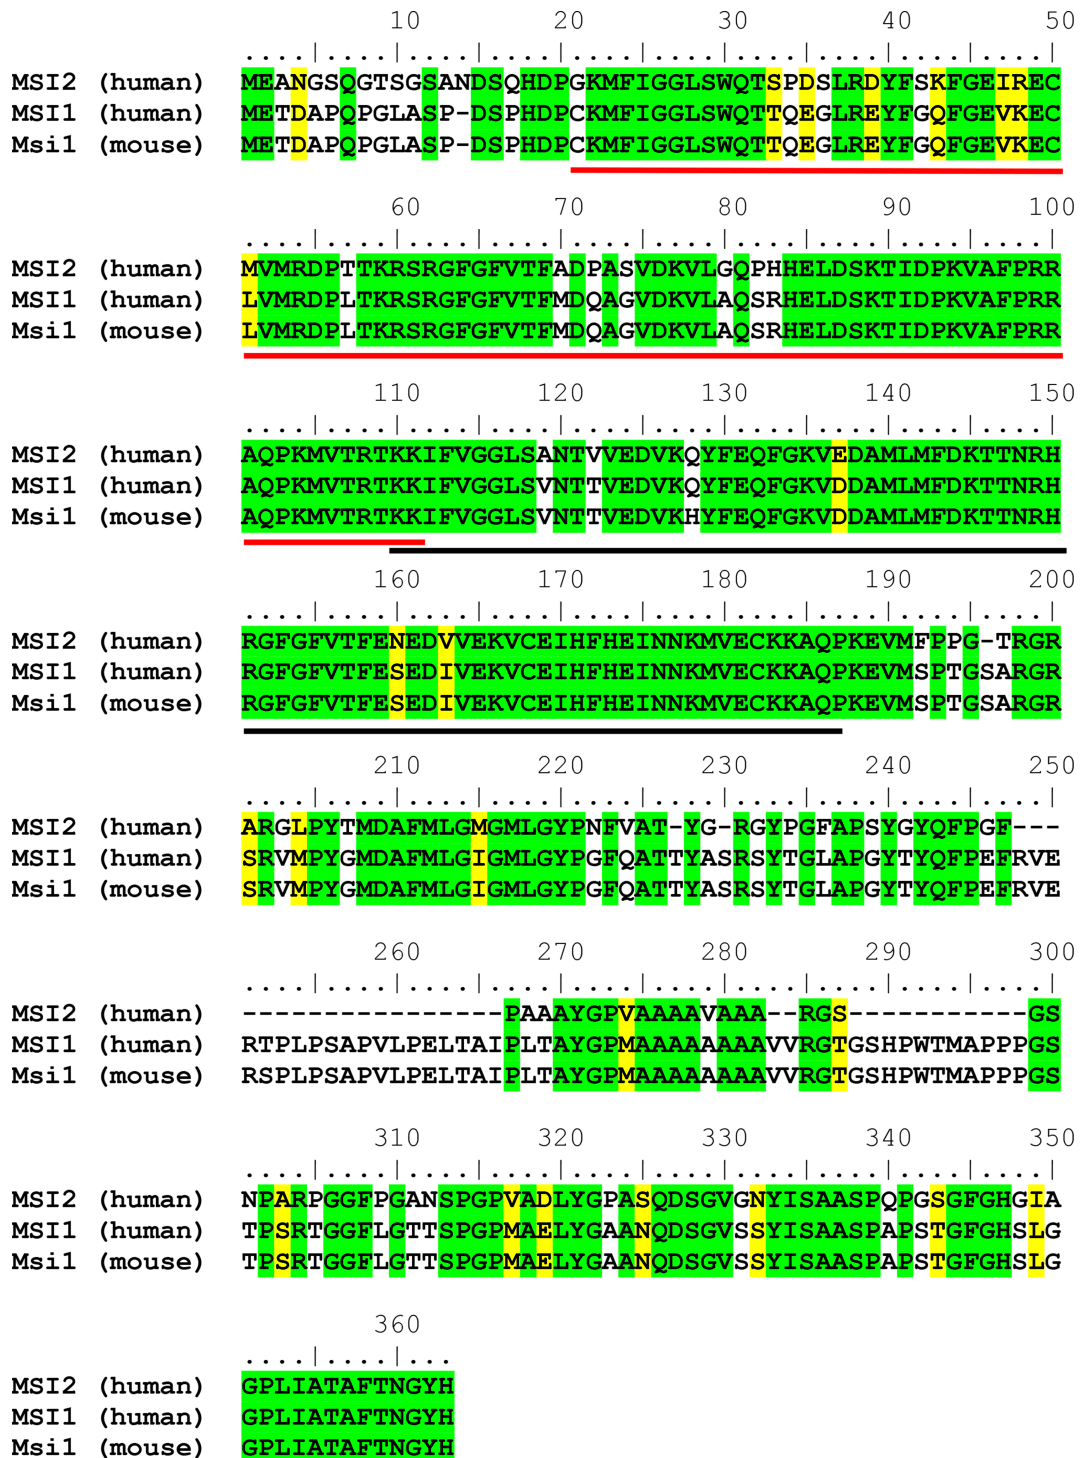 10 20 30 40 50
MSI2 (human) MEANGSQGTSGSANDSQHDPGKMFIGGLSWQTSPDSLRDYFSKFGEIREC
MSI1 (human) METDAPQPGLASP-DSPHDPCKMFIGGLSWQTTQEGLREYFGQFGEVKEC
Msi1 (mouse) METDAPQPGLASP-DSPHDPCKMFIGGLSWQTTQEGLREYFGQFGEVKEC
60 70 80 90 100
MSI2 (human) MVMRDPTTKRSRGFGFVTFADPASVDKVLGQPHHELDSKTIDPKVAFPRR
MSI1 (human) LVMRDPLTKRSRGFGFVTFMDQAGVDKVLAQSRHELDSKTIDPKVAFPRR
Msi1 (mouse) LVMRDPLTKRSRGFGFVTFMDQAGVDKVLAQSRHELDSKTIDPKVAFPRR
110 120 130 140 150
MSI2 (human) AQPKMVTRTKKIFVGGLSANTVVEDVKQYFEQFGKVEDAMLMFDKTTNRH
MSI1 (human) AQPKMVTRTKKIFVGGLSVNTTVEDVKQYFEQFGKVDDAMLMFDKTTNRH
Msi1 (mouse) AQPKMVTRTKKIFVGGLSVNTTVEDVKHYFEQFGKVDDAMLMFDKTTNRH
160 170 180 190 200
MSI2 (human) RGFGFVTFENEDVVEKVCEIHFHEINNKMVECKKAQPKEVMFPPG-TRGR
MSI1 (human) RGFGFVTFESEDIVEKVCEIHFHEINNKMVECKKAQPKEVMSPTGSARGR
Msi1 (mouse) RGFGFVTFESEDIVEKVCEIHFHEINNKMVECKKAQPKEVMSPTGSARGR
210 220 230 240 250
MSI2 (human) ARGLPYTMDAFMLGMGMLGYPNFVAT-YG-RGYPGFAPSYGYQFPGF---
MSI1 (human) SRVMPYGMDAFMLGIGMLGYPGFQATTYASRSYTGLAPGYTYQFPEFRVE
Msi1 (mouse) SRVMPYGMDAFMLGIGMLGYPGFQATTYASRSYTGLAPGYTYQFPEFRVE
260 270 280 290 300
MSI2 (human) ----------------PAAAYGPVAAAAVAAA--RGS-----------GS
MSI1 (human) RTPLPSAPVLPELTAIPLTAYGPMAAAAAAAAVVRGTGSHPWTMAPPPGS
Msi1 (mouse) RSPLPSAPVLPELTAIPLTAYGPMAAAAAAAAVVRGTGSHPWTMAPPPGS
310 320 330 340 350
MSI2 (human) NPARPGGFPGANSPGPVADLYGPASQDSGVGNYISAASPQPGSGFGHGIA
MSI1 (human) TPSRTGGFLGTTSPGPMAELYGAANQDSGVSSYISAASPAPSTGFGHSLG
Msi1 (mouse) TPSRTGGFLGTTSPGPMAELYGAANQDSGVSSYISAASPAPSTGFGHSLG
360
MSI2 (human) GPLIATAFTNGYH
MSI1 (human) GPLIATAFTNGYH
Msi1 (mouse) GPLIATAFTNGYH